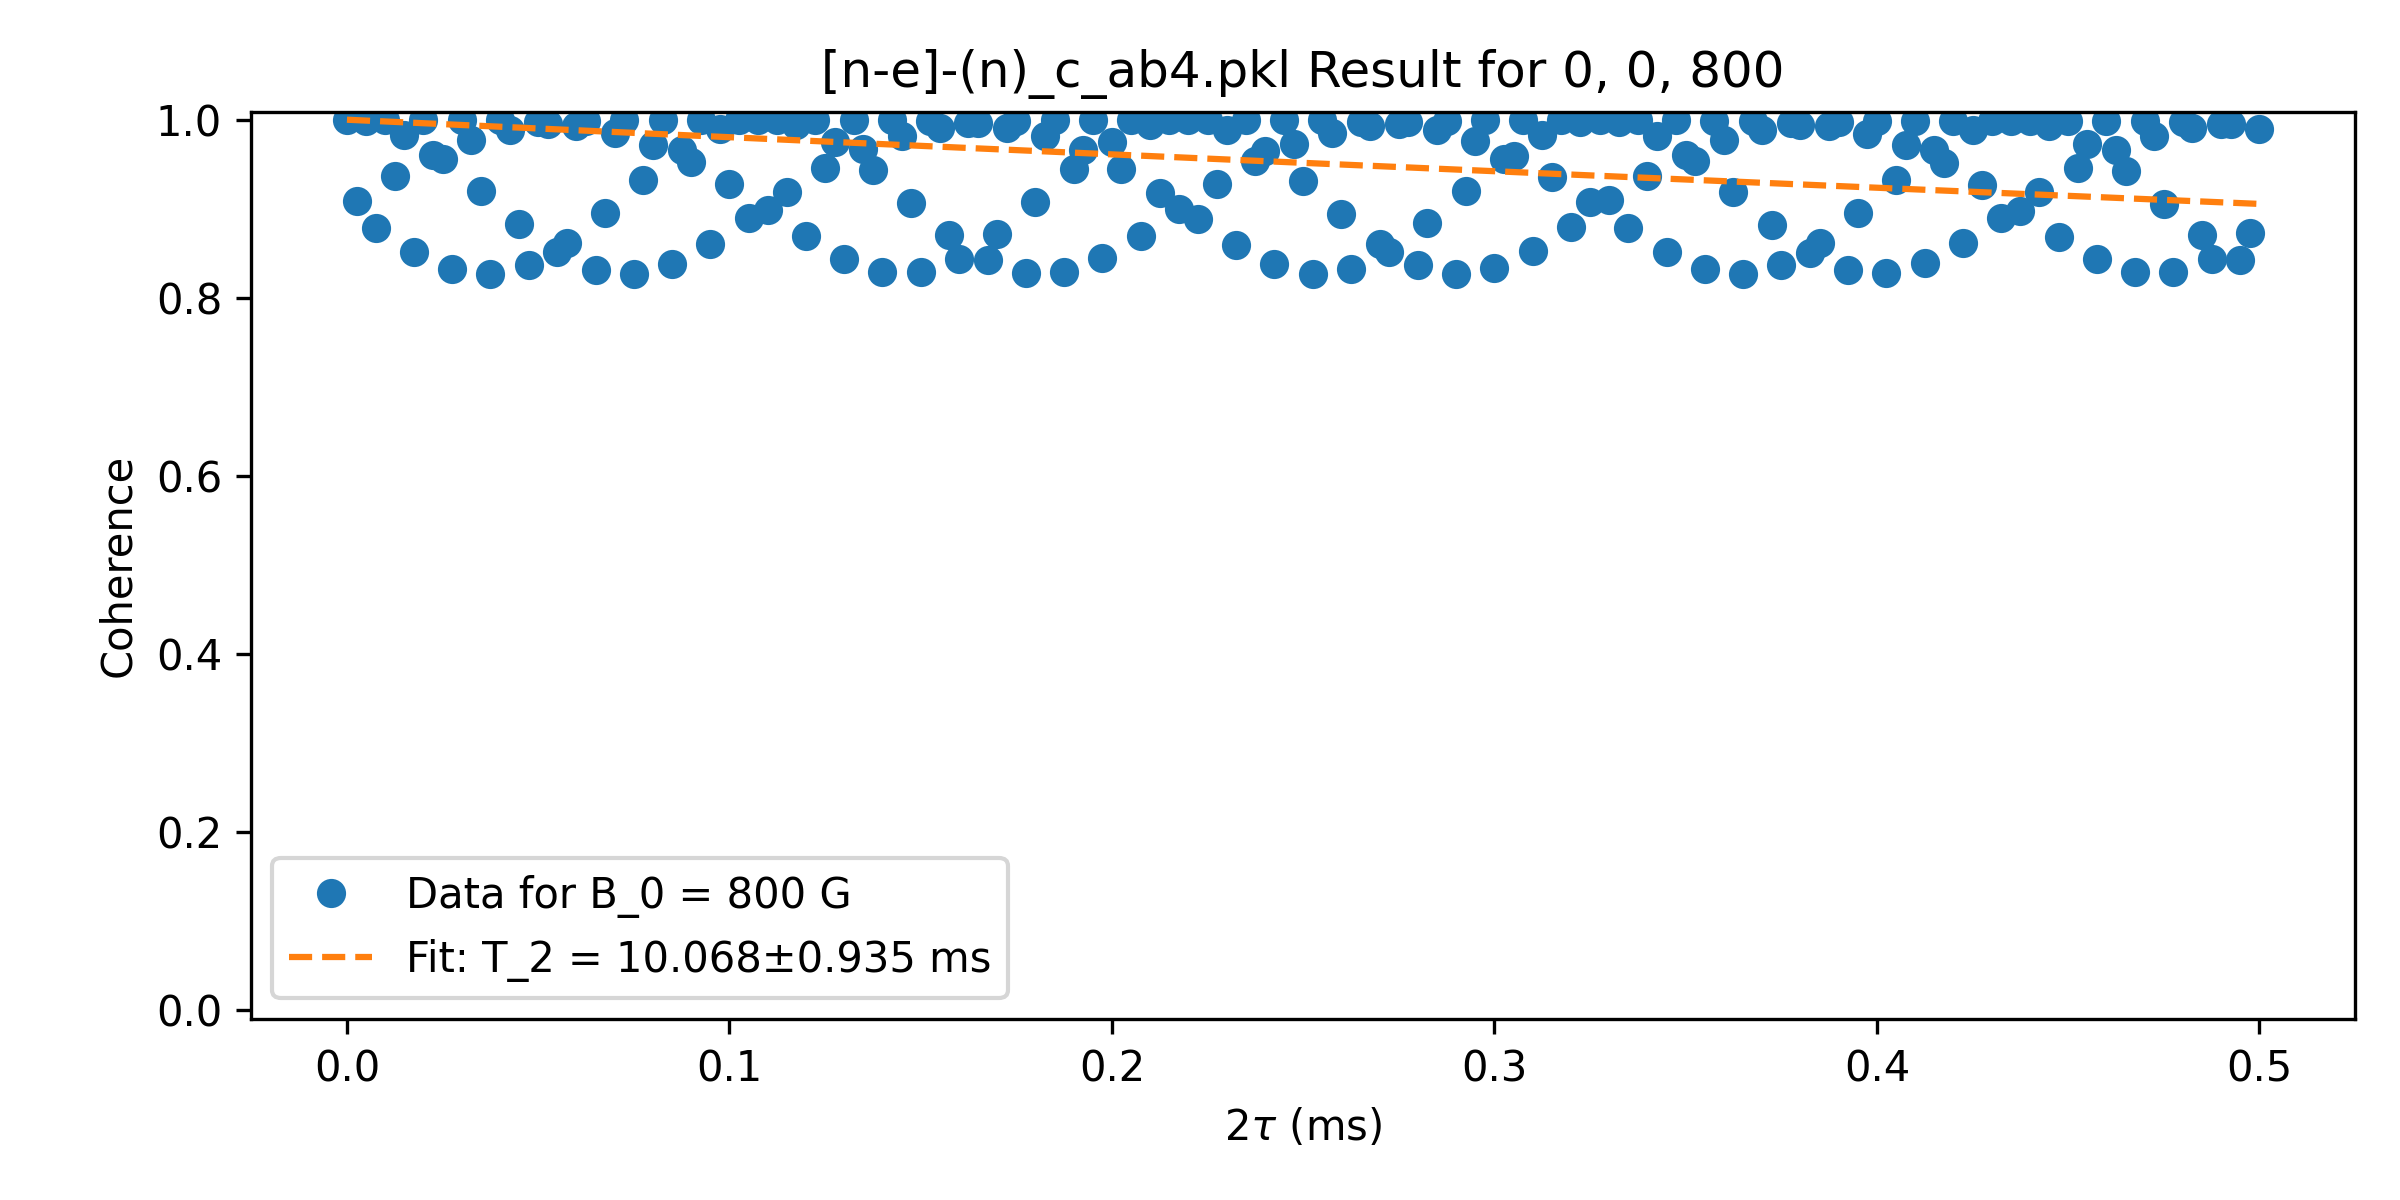 [n-e]-(n)_c_ab4.pkl Result for 0, 0, 800
1.0
0.8
0.6
0.4
0.2
0.0
Coherence
Data for B_0 = 800 G
Fit: T_2 = 10.068±0.935 ms
0.0 0.1 0.2 0.3 0.4 0.5
2τ (ms)